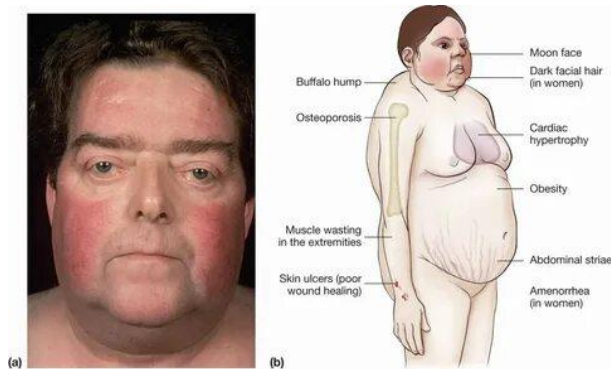 Moon face
Buffalo hump
Dark facial hair
(in women)
Osteoporosis
Cardiac
hypertrophy
Obesity
Muscle wasting
in the extremities
Abdominal striae
Skin ulcers (poor
wound healing)
Amenorrhea
(in women)
(a)
(b)